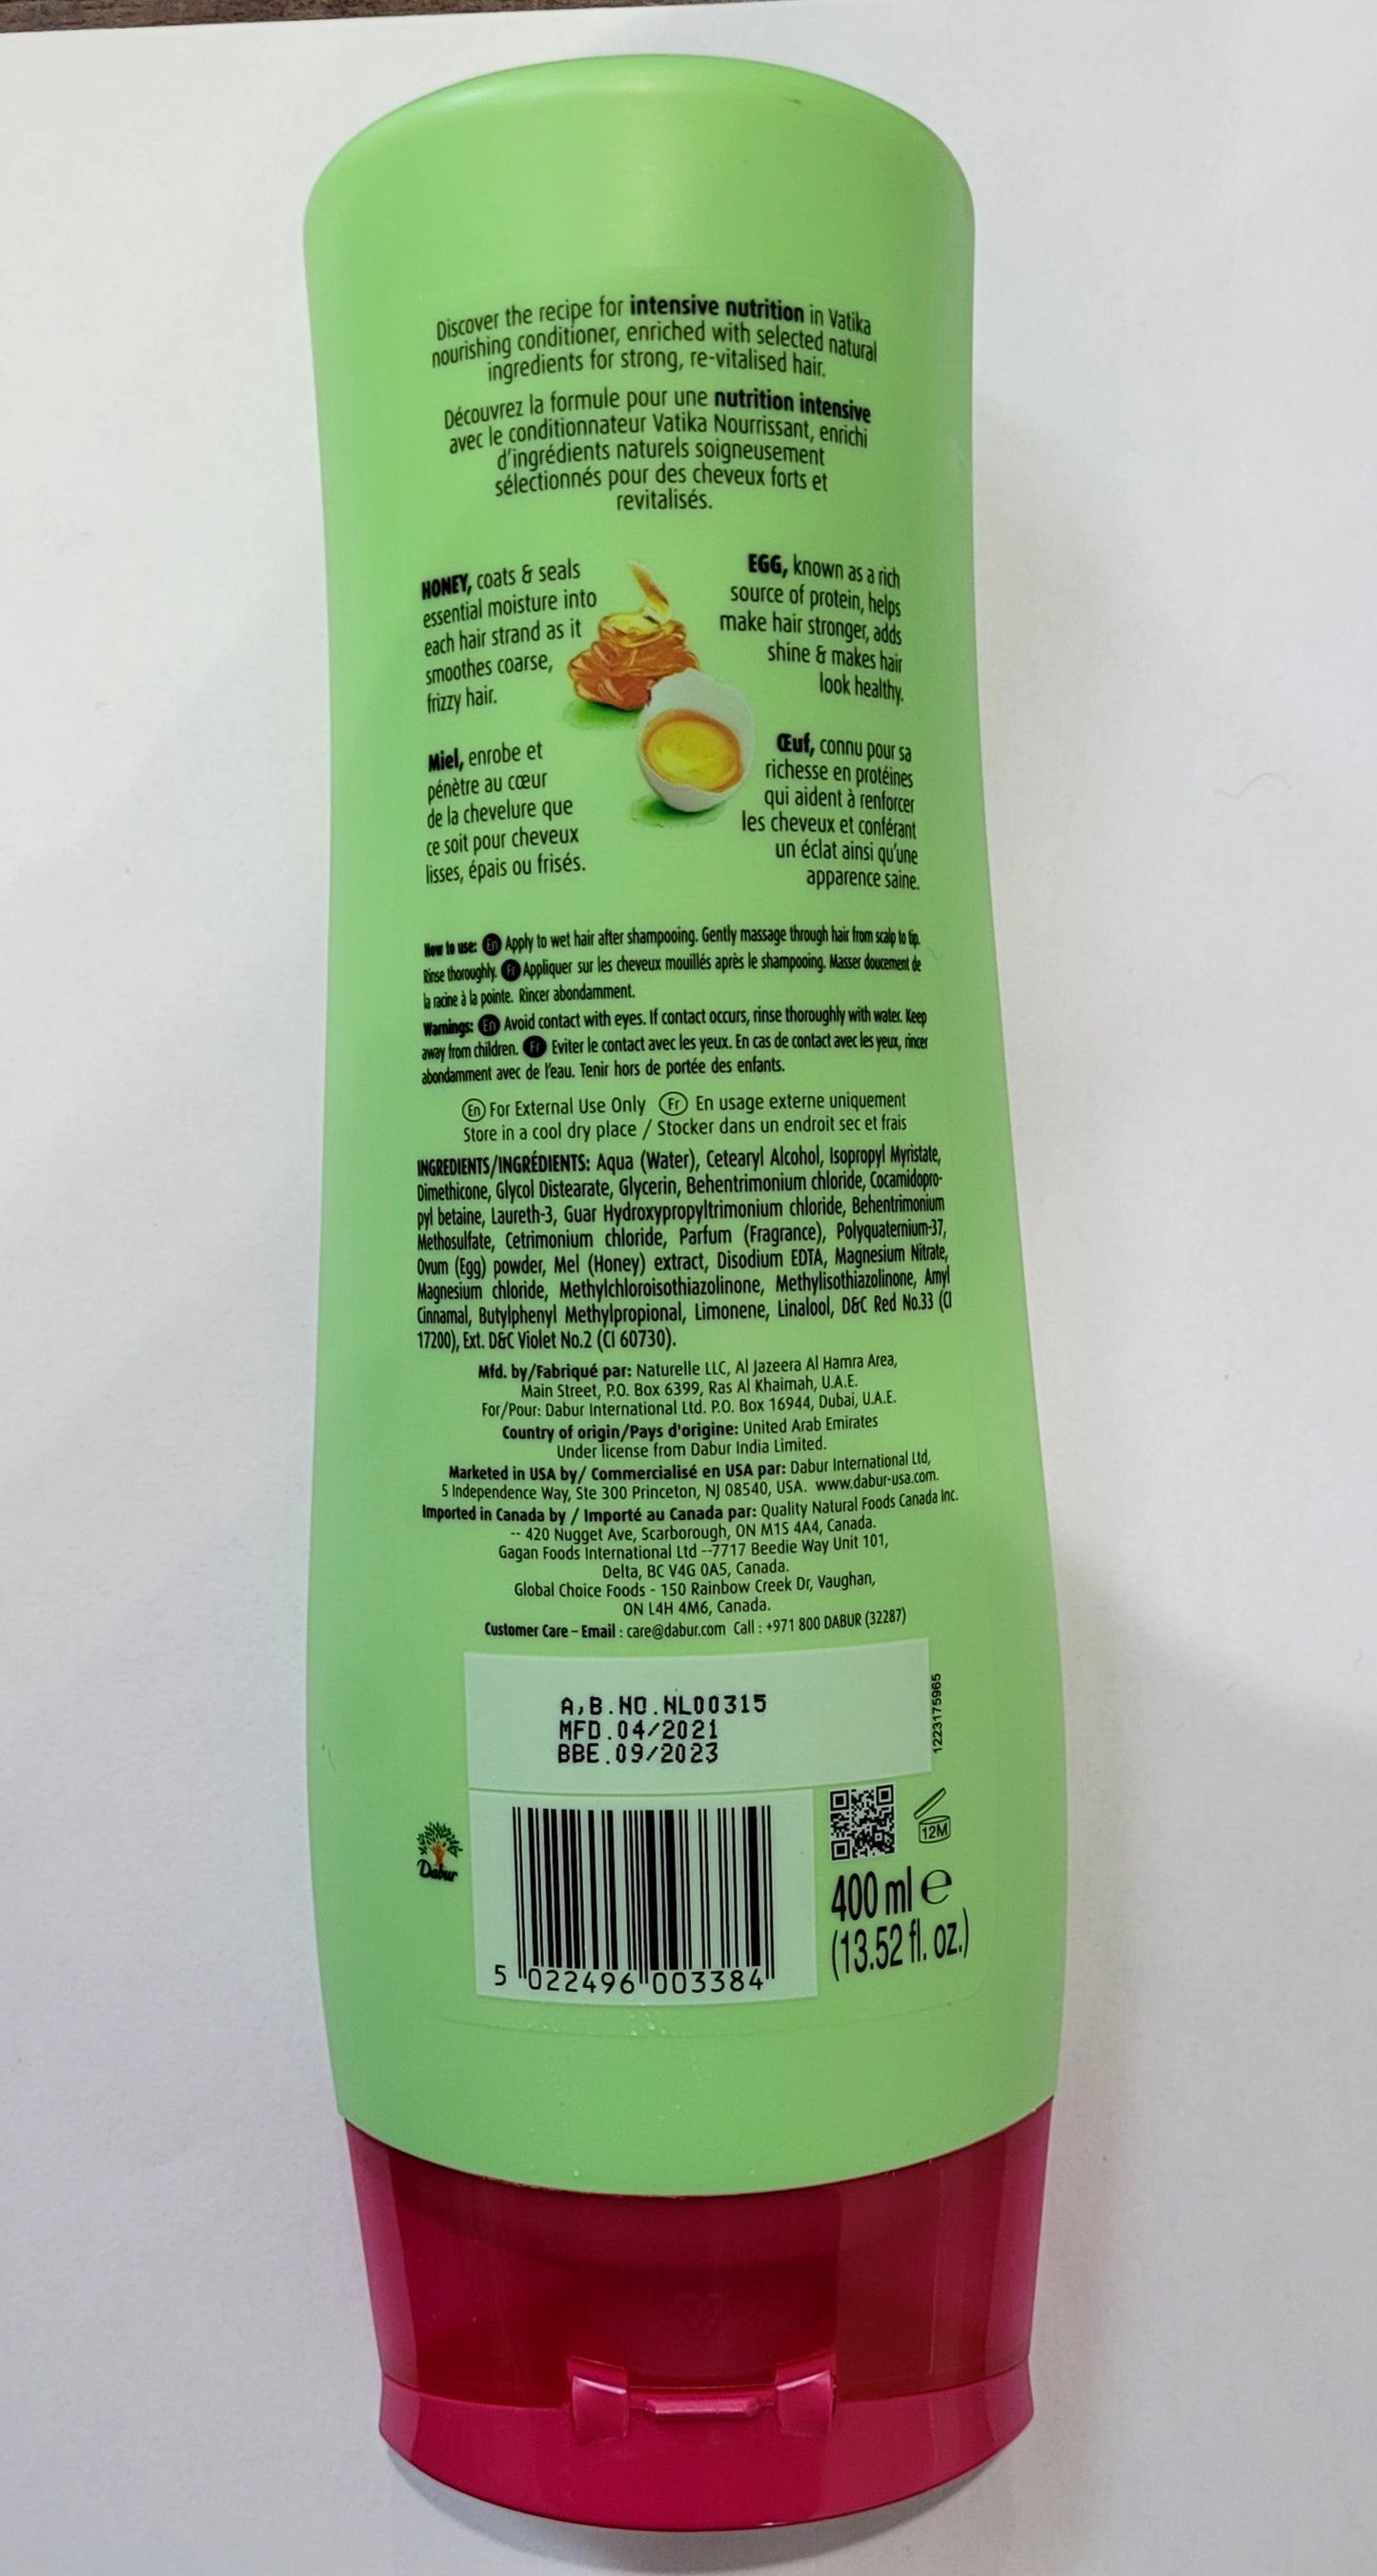 Discover the recipe for intensive nutrition in Vatika
nourishing conditioner, enriched with selected natural
ingredients for strong, re-vitalised hair.
Découvrez la formule pour une nutrition intensive
avec le conditionnateur Vatika Nourrissant, enrichi
d'ingrédients naturels soigneusement
sélectionnés pour des cheveux forts et
revitalisés.
HONEY, coats & seals
essential moisture into
each hair strand as it
smoothes coarse,
frizzy hair.
EGG, known as a rich
source of protein, helps
make hair stronger, adds
shine & makes hair
look healthy.
Miel, enrobe et
pénètre au cœur
de la chevelure que
ce soit pour cheveux
lisses, épais ou frisés.
Œuf, connu pour sa
richesse en protéines
qui aident à renforcer
les cheveux et conférant
un éclat ainsi qu'une
apparence saine.
How to use: En Apply to wet hair after shampooing. Gently massage through hair from scalp to tip.
Rinse thoroughly. Fr Appliquer sur les cheveux mouillés après le shampooing. Masser doucement de
la racine à la pointe. Rincer abondamment.
Warnings: En Avoid contact with eyes. If contact occurs, rinse thoroughly with water. Keep
away from children. Fr Eviter le contact avec les yeux. En cas de contact avec les yeux, rincer
abondamment avec de l'eau. Tenir hors de portée des enfants.
En For External Use Only Fr En usage externe uniquement
Store in a cool dry place / Stocker dans un endroit sec et frais
INGREDIENTS/INGRÉDIENTS: Aqua (Water), Cetearyl Alcohol, Isopropyl Myristate,
Dimethicone, Glycol Distearate, Glycerin, Behentrimonium chloride, Cocamidopro-
pyl betaine, Laureth-3, Guar Hydroxypropyltrimonium chloride, Behentrimonium
Methosulfate, Cetrimonium chloride, Parfum (Fragrance), Polyquaternium-37,
Ovum (Egg) powder, Mel (Honey) extract, Disodium EDTA, Magnesium Nitrate,
Magnesium chloride, Methylchloroisothiazolinone, Methylisothiazolinone, Amyl
Cinnamal, Butylphenyl Methylpropional, Limonene, Linalool, D&C Red No.33 (CI
17200), Ext. D&C Violet No.2 (CI 60730).
Mfd. by/Fabriqué par: Naturelle LLC, Al Jazeera Al Hamra Area,
Main Street, P.O. Box 6399, Ras Al Khaimah, U.A.E.
For/Pour: Dabur International Ltd. P.O. Box 16944, Dubai, U.A.E.
Country of origin/Pays d'origine: United Arab Emirates
Under license from Dabur India Limited.
Marketed in USA by/ Commercialisé en USA par: Dabur International Ltd,
5 Independence Way, Ste 300 Princeton, NJ 08540, USA. www.dabur-usa.com.
Imported in Canada by / Importé au Canada par: Quality Natural Foods Canada Inc.
-- 420 Nugget Ave, Scarborough, ON M1S 4A4, Canada.
Gagan Foods International Ltd --7717 Beedie Way Unit 101,
Delta, BC V4G 0A5, Canada.
Global Choice Foods - 150 Rainbow Creek Dr, Vaughan,
ON L4H 4M6, Canada.
Customer Care – Email : care@dabur.com Call : +971 800 DABUR (32287)
A,B.NO.NL00315
MFD.04/2021
BBE.09/2023
1223175965
12M
Dabur
400 ml e
(13.52 fl. oz.)
5 022496 003384